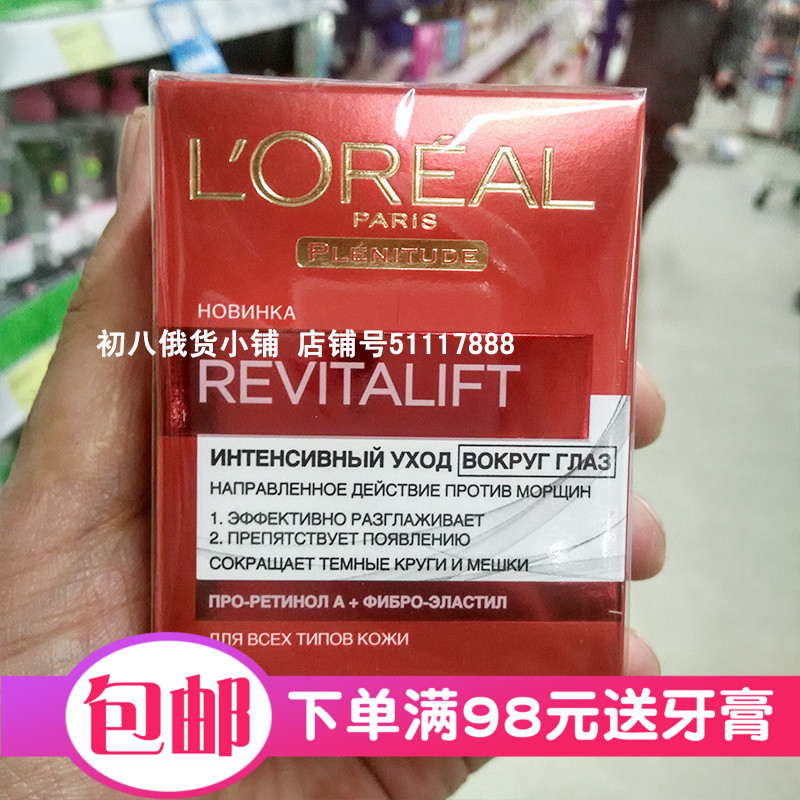 L'ORÉAL
PARIS
PLÉNITUDE
НОВИНКА
初八俄货小铺 店铺号51117888
REVITALIFT
ИНТЕНСИВНЫЙ УХОД ВОКРУГ ГЛАЗ
НАПРАВЛЕННОЕ ДЕЙСТВИЕ ПРОТИВ МОРЩИН
1. ЭФФЕКТИВНО РАЗГЛАЖИВАЕТ
2. ПРЕПЯТСТВУЕТ ПОЯВЛЕНИЮ
СОКРАЩАЕТ ТЕМНЫЕ КРУГИ И МЕШКИ
ПРО-РЕТИНОЛ А + ФИБРО-ЭЛАСТИЛ
ДЛЯ ВСЕХ ТИПОВ КОЖИ
包邮 下单满98元送牙膏